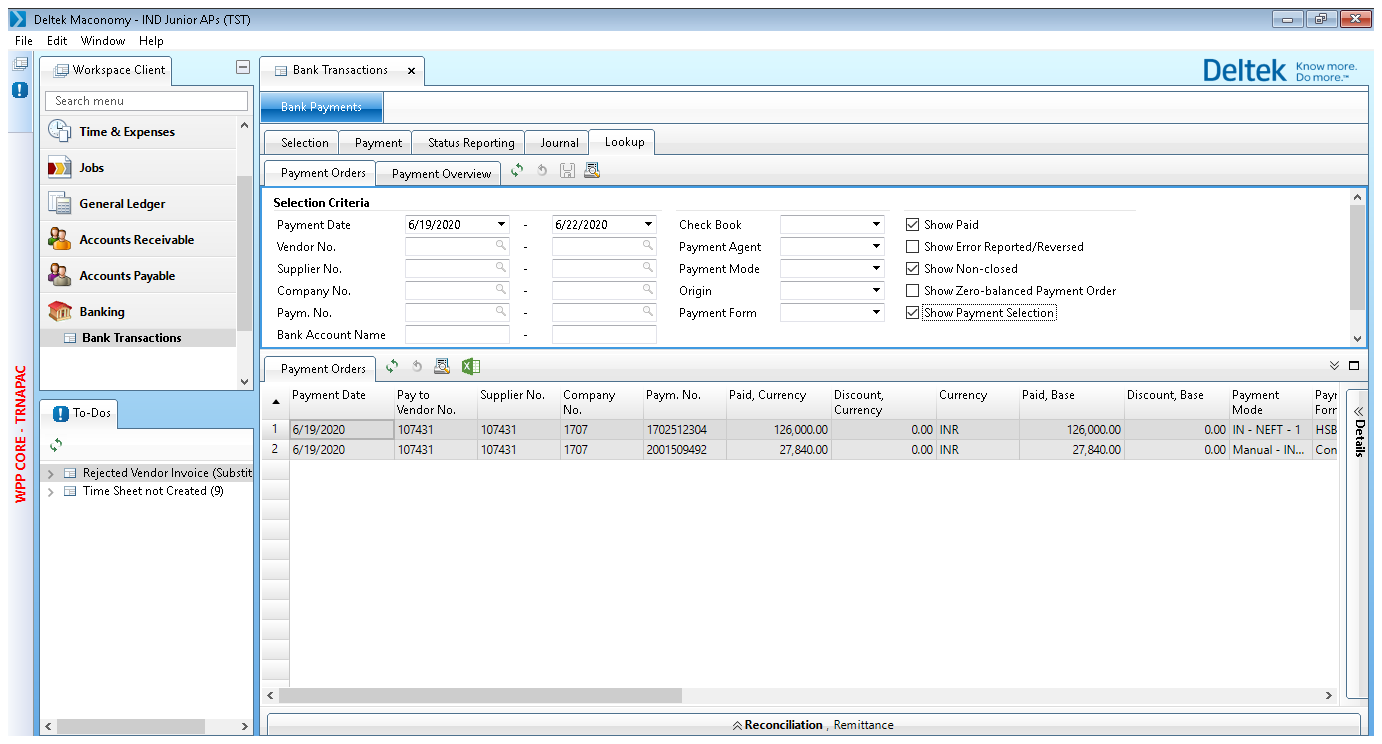 Deltek Maconomy - IND Junior APs (TST)
File Edit Window Help
Workspace Client
Search menu
Time & Expenses
Jobs
General Ledger
Accounts Receivable
Accounts Payable
Banking
Bank Transactions
To-Dos
Rejected Vendor Invoice (Substit
Time Sheet not Created (9)
WPP CORE - TRNAPAC
Bank Transactions x
Deltek Know more.
Do more.™
Bank Payments
Selection Payment Status Reporting Journal Lookup
Payment Orders Payment Overview
Selection Criteria
Payment Date 6/19/2020 - 6/22/2020 Check Book Show Paid
Vendor No. - Payment Agent Show Error Reported/Reversed
Supplier No. - Payment Mode Show Non-closed
Company No. - Origin Show Zero-balanced Payment Order
Paym. No. - Payment Form Show Payment Selection
Bank Account Name -
Payment Orders
Payment Date Pay to Supplier No. Company Paym. No. Paid, Currency Discount, Currency Paid, Base Discount, Base Payment Payr
Vendor No. No. Currency Mode Forr
1 6/19/2020 107431 107431 1707 1702512304 126,000.00 0.00 INR 126,000.00 0.00 IN - NEFT - 1 HSB
2 6/19/2020 107431 107431 1707 2001509492 27,840.00 0.00 INR 27,840.00 0.00 Manual - IN... Con
Details
Reconciliation , Remittance